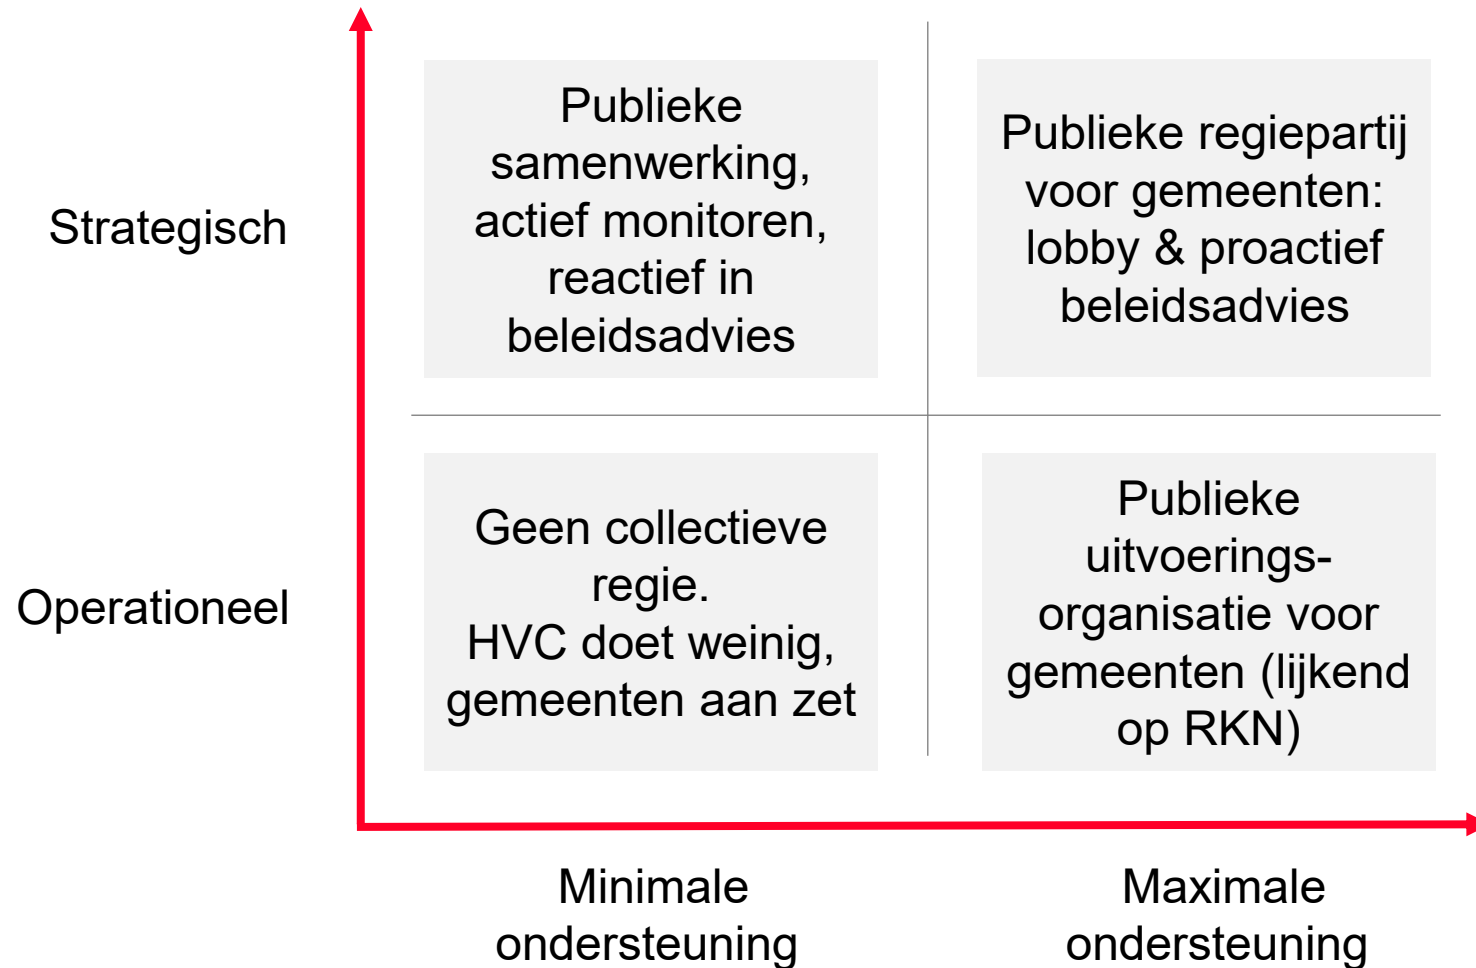 Strategisch
Publieke
samenwerking,
actief monitoren,
reactief in
beleidsadvies
Publieke regiepartij
voor gemeenten:
lobby & proactief
beleidsadvies
Operationeel
Geen collectieve
regie.
HVC doet weinig,
gemeenten aan zet
Publieke
uitvoerings-
organisatie voor
gemeenten (lijkend
op RKN)
Minimale
ondersteuning
Maximale
ondersteuning